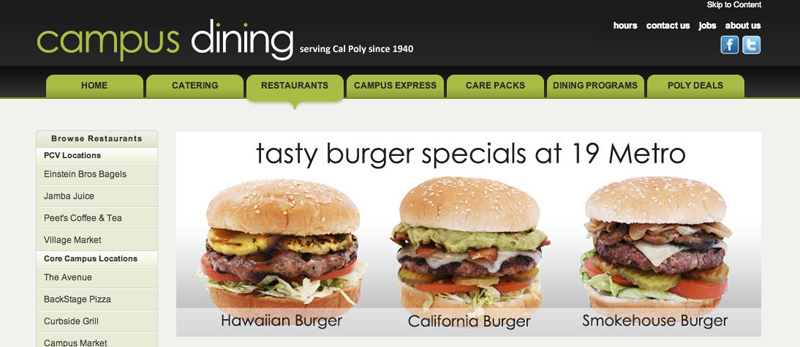 Skip to Content
campus dining serving Cal Poly since 1940
hours contact us jobs about us
f t
HOME CATERING RESTAURANTS CAMPUS EXPRESS CARE PACKS DINING PROGRAMS POLY DEALS
Browse Restaurants
PCV Locations
Einstein Bros Bagels
Jamba Juice
Peet's Coffee & Tea
Village Market
Core Campus Locations
The Avenue
BackStage Pizza
Curbside Grill
Campus Market
tasty burger specials at 19 Metro
Hawaiian Burger California Burger Smokehouse Burger